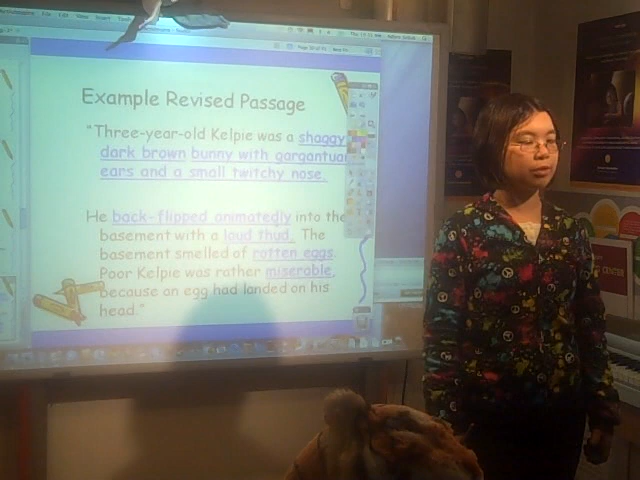 Example Revised Passage
"Three-year-old Kelpie was a shaggy
dark brown bunny with gargantuan
ears and a small twitchy nose.
He back-flipped animatedly into the
basement with a loud thud. The
basement smelled of rotten eggs.
Poor Kelpie was rather miserable,
because an egg had landed on his
head."